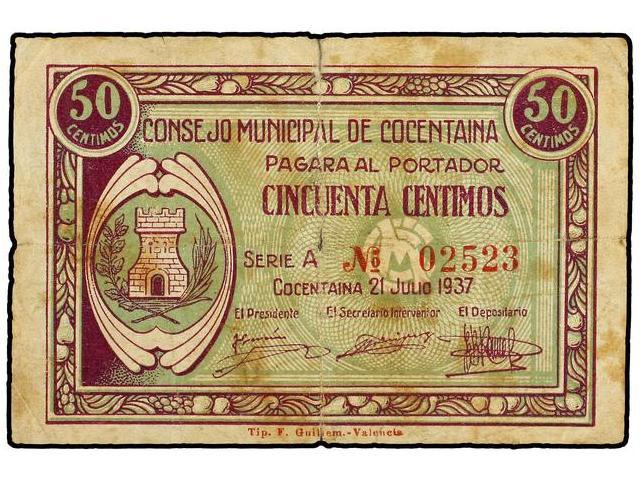 50 CENTIMOS
50 CENTIMOS
CONSEJO MUNICIPAL DE COCENTAINA
PAGARA AL PORTADOR
CINCUENTA CENTIMOS
SERIE A Nº 02523
COCENTAINA 21 JULIO 1937
El Presidente El Secretario Interventor El Depositario
Tip. F. Guillem.-Valencia